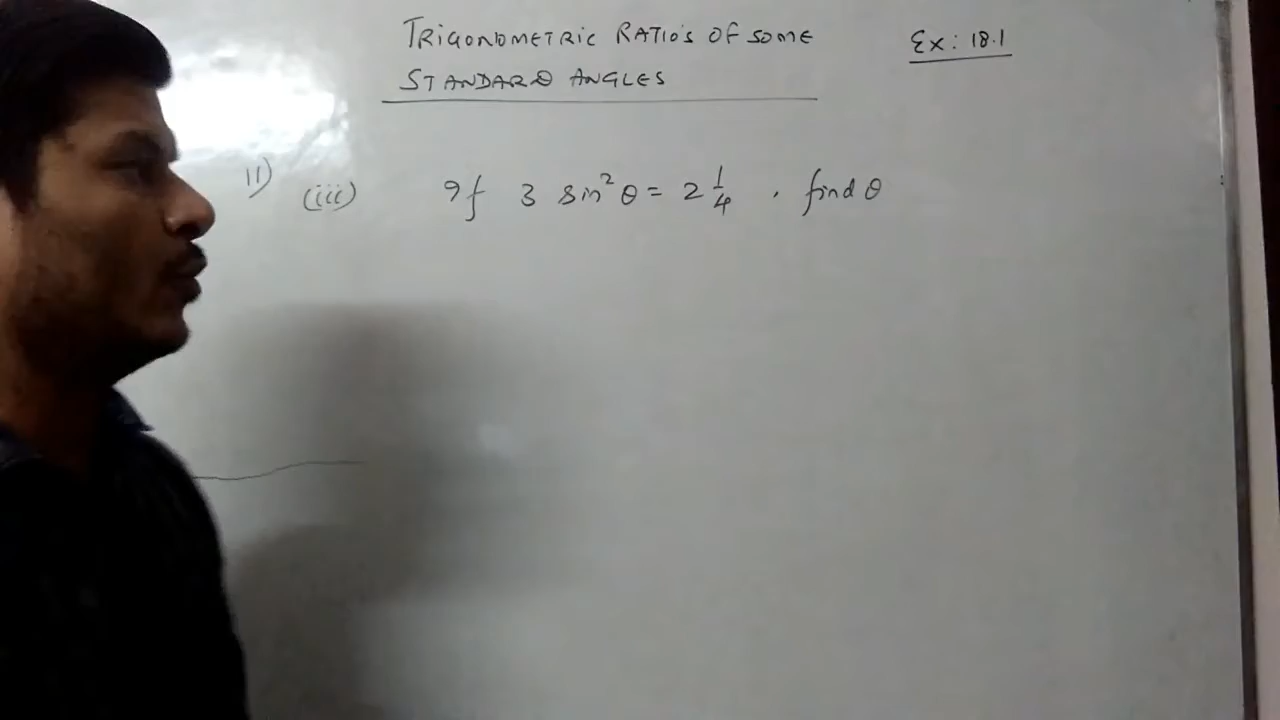 TRIGONOMETRIC RATIO'S OF SOME
STANDARD ANGLES
Ex: 18.1
11) (iii) If 3 sin²θ = 2 1/4 . find θ